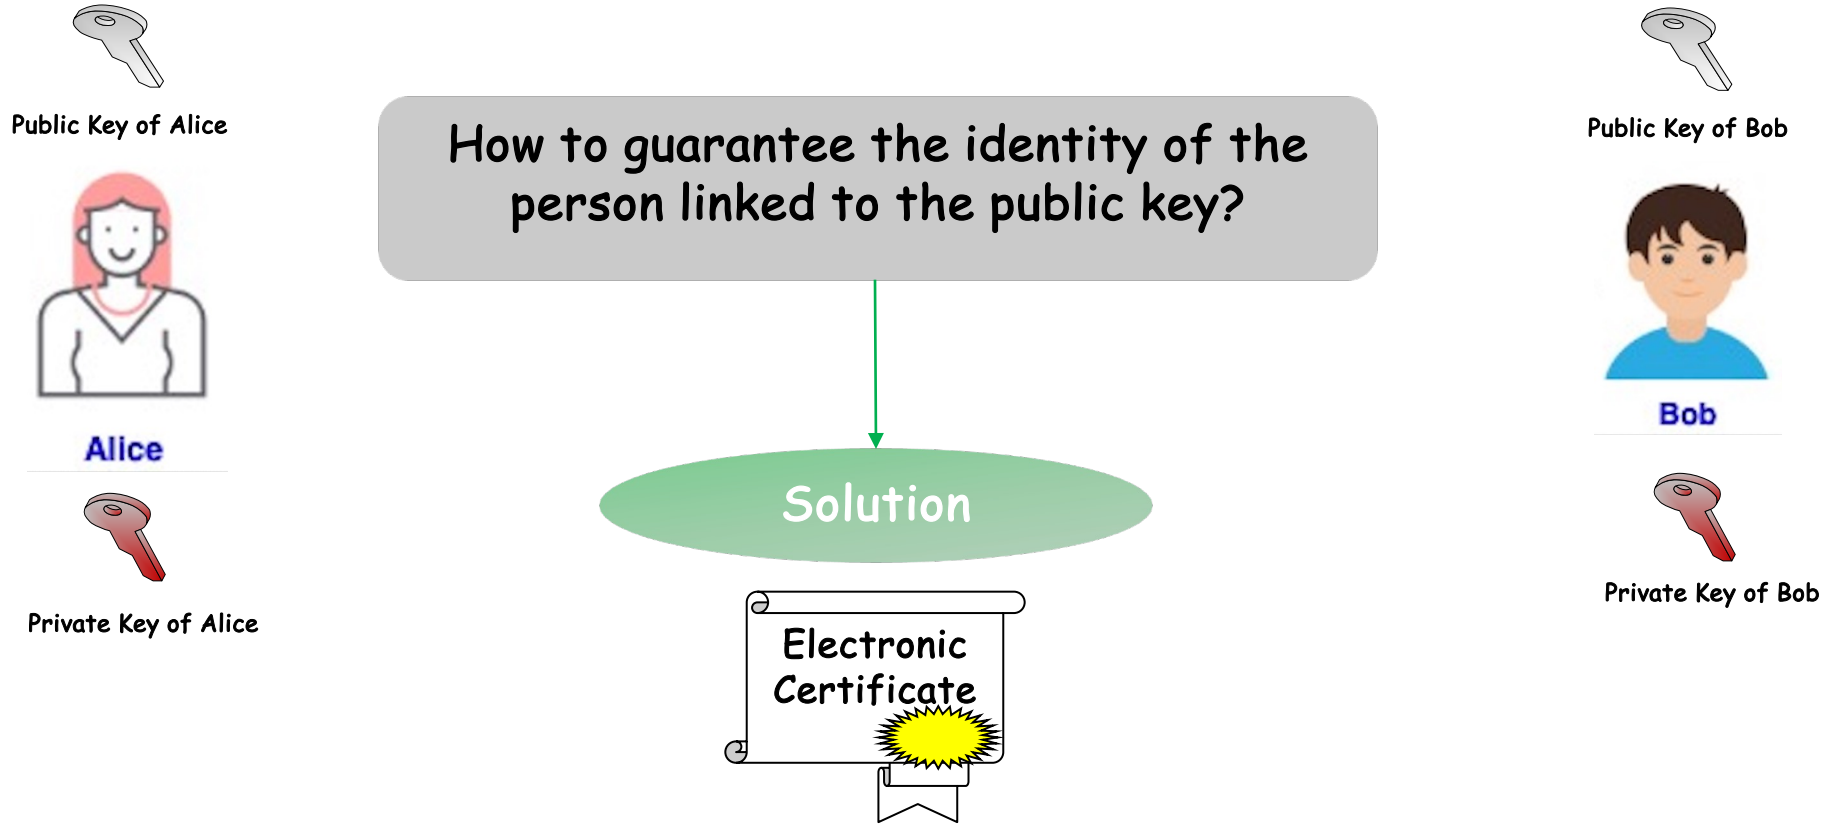 Public Key of Alice
Alice
Private Key of Alice
How to guarantee the identity of the
person linked to the public key?
Solution
Electronic
Certificate
Public Key of Bob
Bob
Private Key of Bob